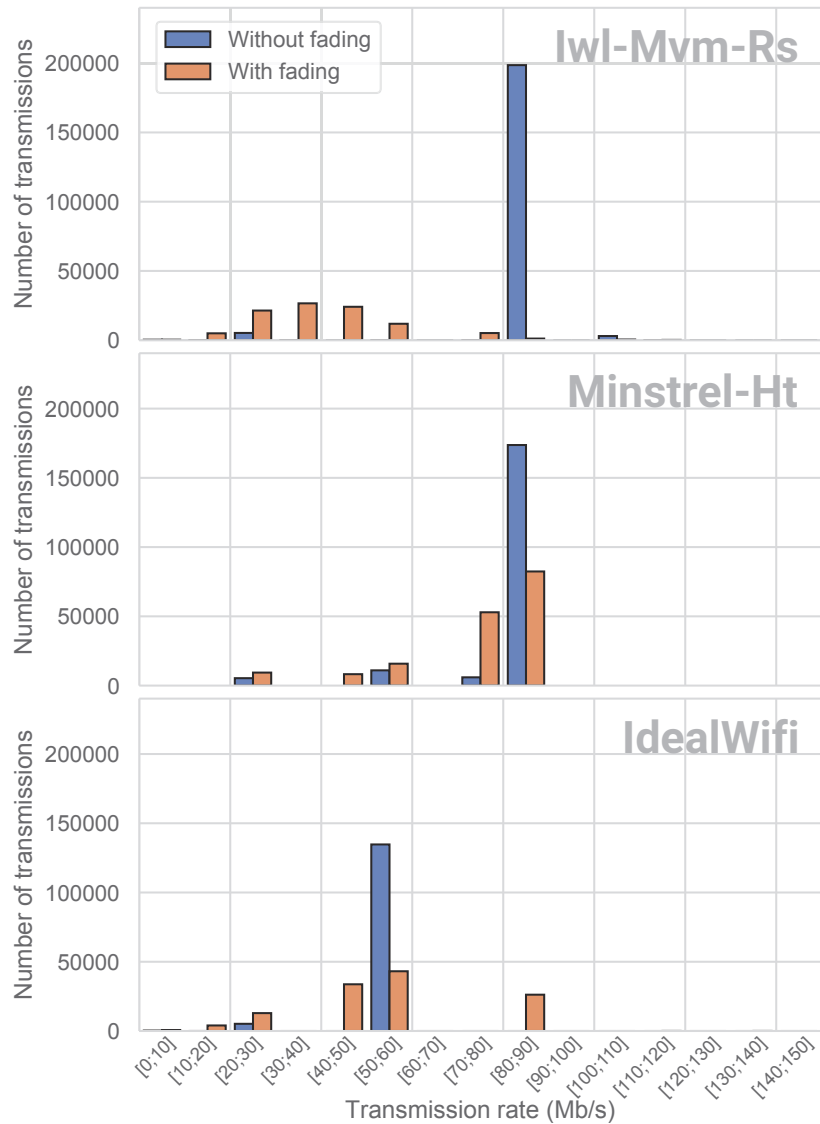 Without fading
With fading
Iwl-Mvm-Rs
Number of transmissions
200000
150000
100000
50000
0
Minstrel-Ht
Number of transmissions
200000
150000
100000
50000
0
IdealWifi
Number of transmissions
200000
150000
100000
50000
0
[0;10] [10;20] [20;30] [30;40] [40;50] [50;60] [60;70] [70;80] [80;90] [90;100] [100;110] [110;120] [120;130] [130;140] [140;150]
Transmission rate (Mb/s)